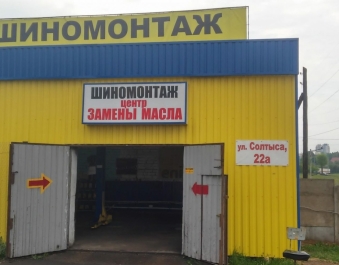 ШИНОМОНТАЖ
ШИНОМОНТАЖ
центр
ЗАМЕНЫ МАСЛА
ул. Солтыса,
22а